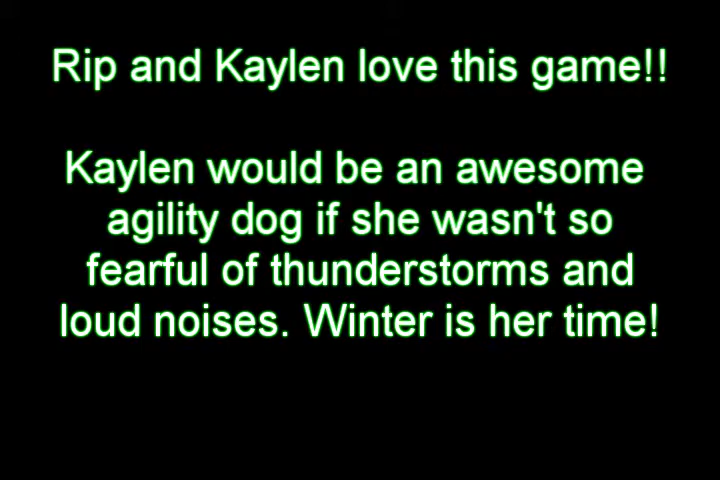 Rip and Kaylen love this game!!
Kaylen would be an awesome
agility dog if she wasn't so
fearful of thunderstorms and
loud noises. Winter is her time!